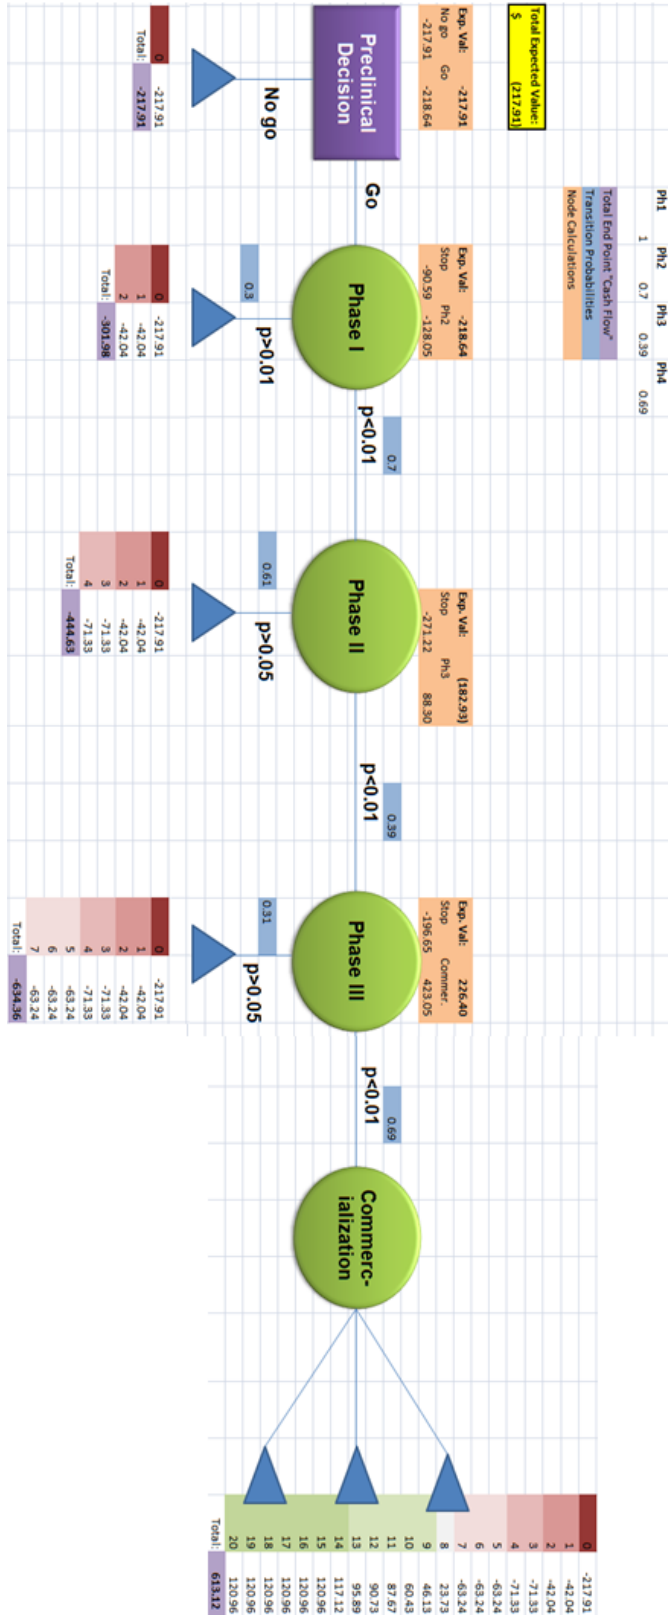 Ph1 Ph2 Ph3 Ph4
1 0.7 0.39 0.69
Total End Point "Cash Flow"
Transition Probabilities
Node Calculations
Total Expected Value:
$ (217.91)
Exp. Val: -217.91
No go Go
-217.91 -218.64
Preclinical
Decision
No go
0 -217.91
Total: -217.91
Go
Exp. Val: -218.64
Stop Ph2
-90.59 -128.05
Phase I
0.3
p>0.01
0 -217.91
1 -42.04
2 -42.04
Total: -301.98
0.7
p<0.01
Exp. Val: (182.93)
Stop Ph3
-271.22 88.30
Phase II
0.61
p>0.05
0 -217.91
1 -42.04
2 -42.04
3 -71.33
4 -71.33
Total: -444.63
0.39
p<0.01
Exp. Val: 226.40
Stop Commer.
-196.65 423.05
Phase III
0.31
p>0.05
0 -217.91
1 -42.04
2 -42.04
3 -71.33
4 -71.33
5 -63.24
6 -63.24
7 -63.24
Total: -634.36
0.69
p<0.01
Commerc-
ialization
0 -217.91
1 -42.04
2 -42.04
3 -71.33
4 -71.33
5 -63.24
6 -63.24
7 -63.24
8 23.73
9 46.13
10 60.43
11 87.67
12 90.73
13 95.89
14 117.12
15 120.96
16 120.96
17 120.96
18 120.96
19 120.96
20 120.96
Total: 613.12